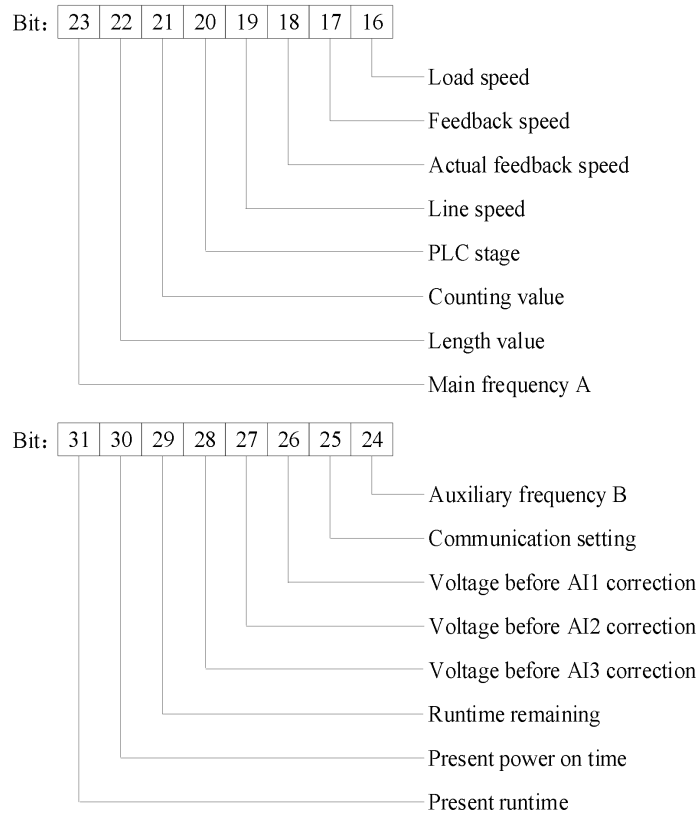 Bit: 23 22 21 20 19 18 17 16
Load speed
Feedback speed
Actual feedback speed
Line speed
PLC stage
Counting value
Length value
Main frequency A
Bit: 31 30 29 28 27 26 25 24
Auxiliary frequency B
Communication setting
Voltage before AI1 correction
Voltage before AI2 correction
Voltage before AI3 correction
Runtime remaining
Present power on time
Present runtime